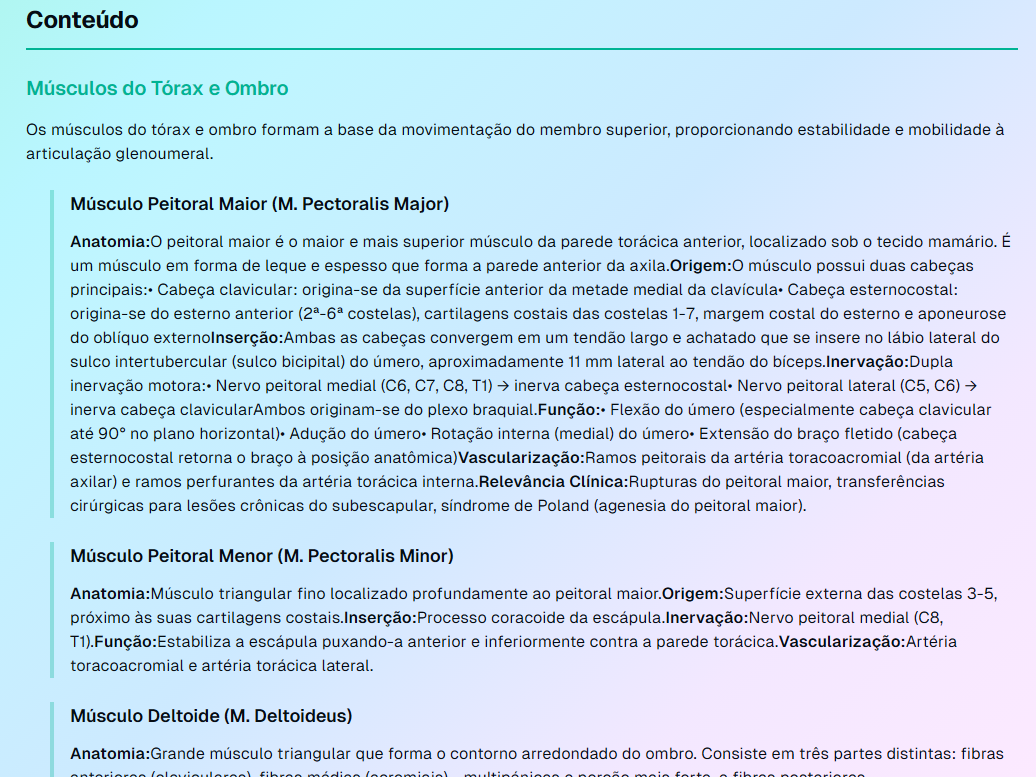 Conteúdo
Músculos do Tórax e Ombro
Os músculos do tórax e ombro formam a base da movimentação do membro superior, proporcionando estabilidade e mobilidade à
articulação glenoumeral.
Músculo Peitoral Maior (M. Pectoralis Major)
Anatomia:O peitoral maior é o maior e mais superior músculo da parede torácica anterior, localizado sob o tecido mamário. É
um músculo em forma de leque e espesso que forma a parede anterior da axila.Origem:O músculo possui duas cabeças
principais:• Cabeça clavicular: origina-se da superfície anterior da metade medial da clavícula• Cabeça esternocostal:
origina-se do esterno anterior (2ª-6ª costelas), cartilagens costais das costelas 1-7, margem costal do esterno e aponeurose
do oblíquo externoInserção:Ambas as cabeças convergem em um tendão largo e achatado que se insere no lábio lateral do
sulco intertubercular (sulco bicipital) do úmero, aproximadamente 11 mm lateral ao tendão do bíceps.Inervação:Dupla
inervação motora:• Nervo peitoral medial (C6, C7, C8, T1) → inerva cabeça esternocostal• Nervo peitoral lateral (C5, C6) →
inerva cabeça clavicularAmbos originam-se do plexo braquial.Função:• Flexão do úmero (especialmente cabeça clavicular
até 90° no plano horizontal)• Adução do úmero• Rotação interna (medial) do úmero• Extensão do braço fletido (cabeça
esternocostal retorna o braço à posição anatômica)Vascularização:Ramos peitorais da artéria toracoacromial (da artéria
axilar) e ramos perfurantes da artéria torácica interna.Relevância Clínica:Rupturas do peitoral maior, transferências
cirúrgicas para lesões crônicas do subescapular, síndrome de Poland (agenesia do peitoral maior).
Músculo Peitoral Menor (M. Pectoralis Minor)
Anatomia:Músculo triangular fino localizado profundamente ao peitoral maior.Origem:Superfície externa das costelas 3-5,
próximo às suas cartilagens costais.Inserção:Processo coracoide da escápula.Inervação:Nervo peitoral medial (C8,
T1).Função:Estabiliza a escápula puxando-a anterior e inferiormente contra a parede torácica.Vascularização:Artéria
toracoacromial e artéria torácica lateral.
Músculo Deltoide (M. Deltoideus)
Anatomia:Grande músculo triangular que forma o contorno arredondado do ombro. Consiste em três partes distintas: fibras